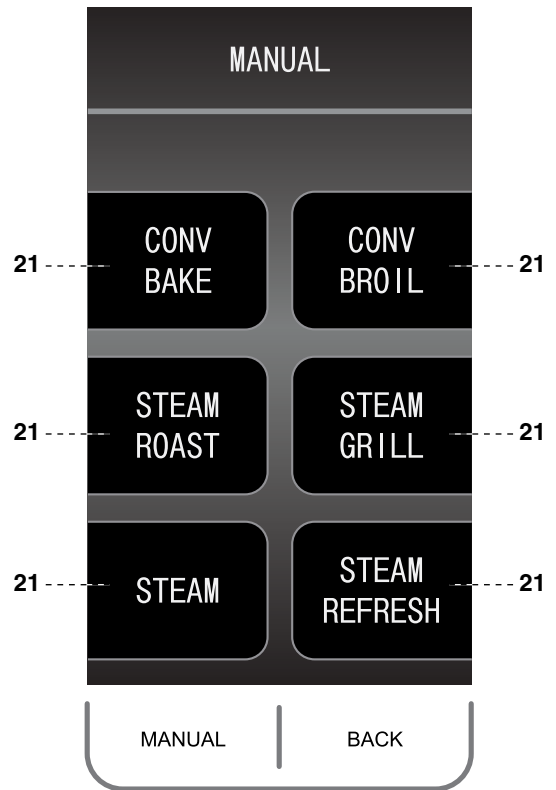 MANUAL
CONV
BAKE
CONV
BROIL
21
21
STEAM
ROAST
STEAM
GRILL
21
21
STEAM
STEAM
REFRESH
21
21
MANUAL
BACK